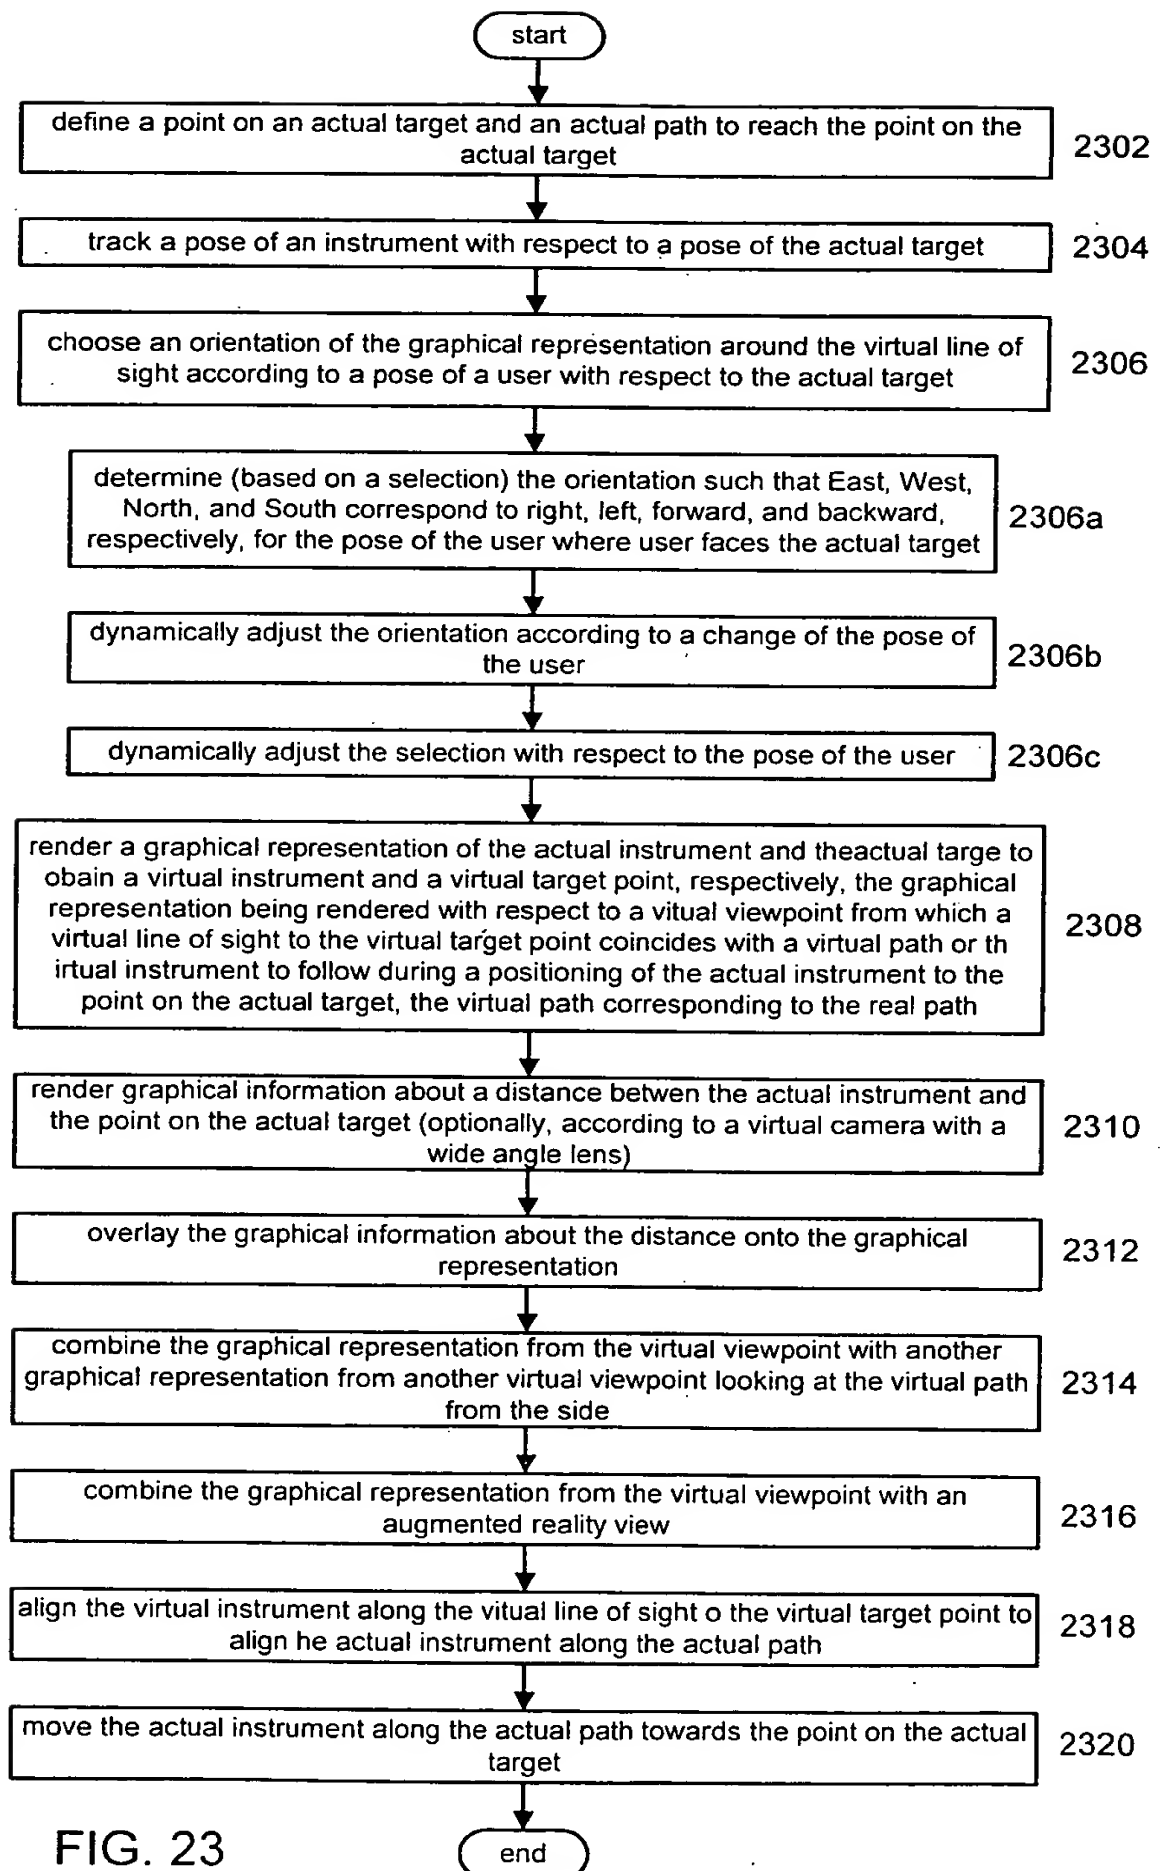 start
define a point on an actual target and an actual path to reach the point on the
actual target
2302
track a pose of an instrument with respect to a pose of the actual target
2304
choose an orientation of the graphical representation around the virtual line of
sight according to a pose of a user with respect to the actual target
2306
determine (based on a selection) the orientation such that East, West,
North, and South correspond to right, left, forward, and backward,
respectively, for the pose of the user where user faces the actual target
2306a
dynamically adjust the orientation according to a change of the pose of
the user
2306b
dynamically adjust the selection with respect to the pose of the user
2306c
render a graphical representation of the actual instrument and theactual targe to
obain a virtual instrument and a virtual target point, respectively, the graphical
representation being rendered with respect to a vitual viewpoint from which a
virtual line of sight to the virtual target point coincides with a virtual path or th
irtual instrument to follow during a positioning of the actual instrument to the
point on the actual target, the virtual path corresponding to the real path
2308
render graphical information about a distance betwen the actual instrument and
the point on the actual target (optionally, according to a virtual camera with a
wide angle lens)
2310
overlay the graphical information about the distance onto the graphical
representation
2312
combine the graphical representation from the virtual viewpoint with another
graphical representation from another virtual viewpoint looking at the virtual path
from the side
2314
combine the graphical representation from the virtual viewpoint with an
augmented reality view
2316
align the virtual instrument along the vitual line of sight o the virtual target point to
align he actual instrument along the actual path
2318
move the actual instrument along the actual path towards the point on the actual
target
2320
FIG. 23
end